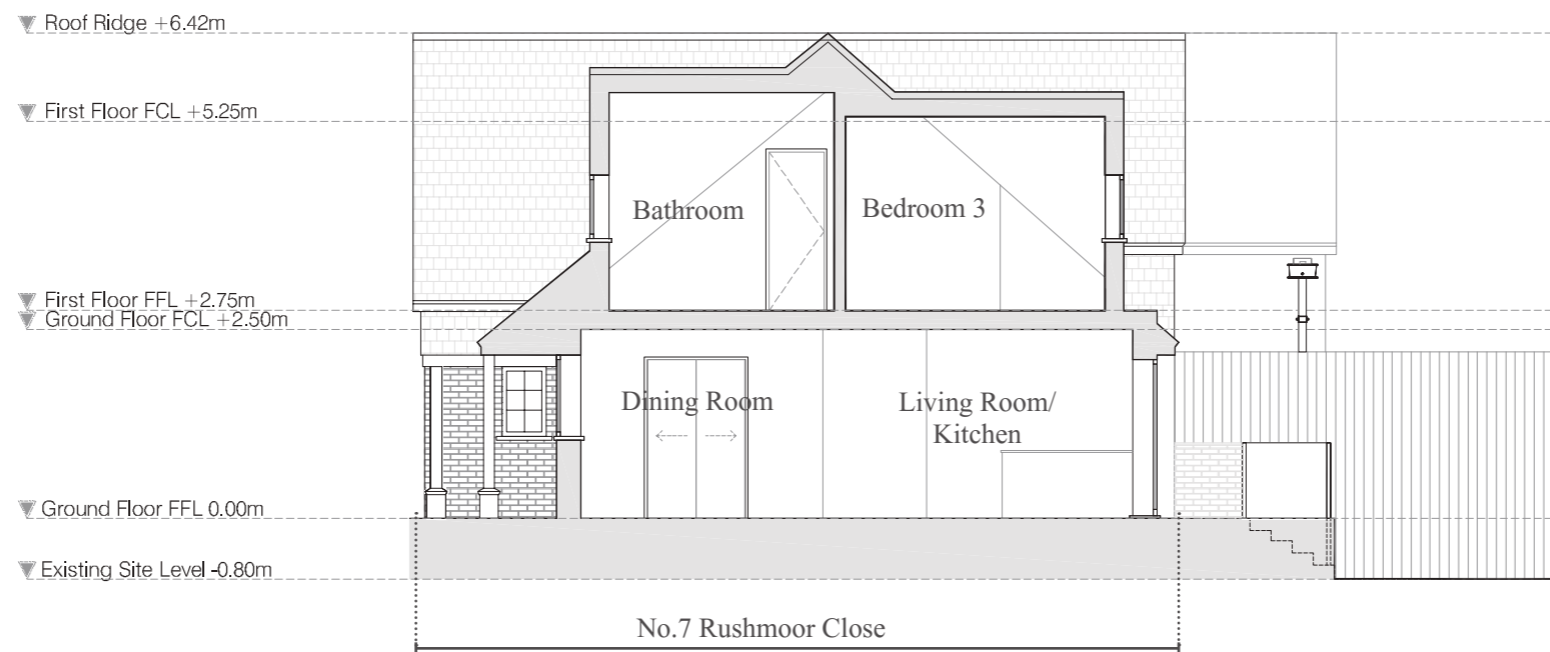 Roof Ridge +6.42m
First Floor FCL +5.25m
Bathroom
Bedroom 3
First Floor FFL +2.75m
Ground Floor FCL +2.50m
Dining Room
Living Room/
Kitchen
Ground Floor FFL 0.00m
Existing Site Level -0.80m
No.7 Rushmoor Close